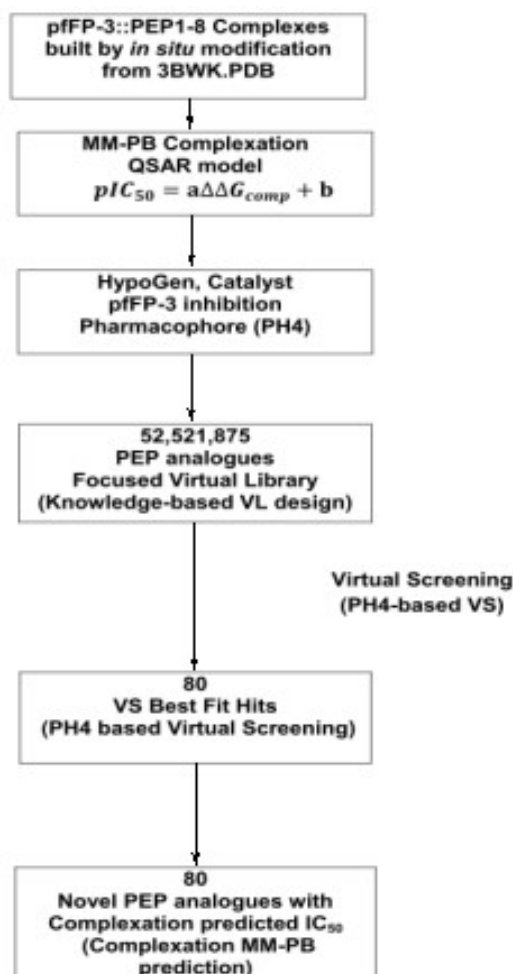 pfFP-3::PEP1-8 Complexes
built by in situ modification
from 3BWK.PDB
MM-PB Complexation
QSAR model
pIC₅₀ = aΔΔG_comp + b
HypoGen, Catalyst
pfFP-3 inhibition
Pharmacophore (PH4)
52,521,875
PEP analogues
Focused Virtual Library
(Knowledge-based VL design)
Virtual Screening
(PH4-based VS)
80
VS Best Fit Hits
(PH4 based Virtual Screening)
80
Novel PEP analogues with
Complexation predicted IC₅₀
(Complexation MM-PB
prediction)